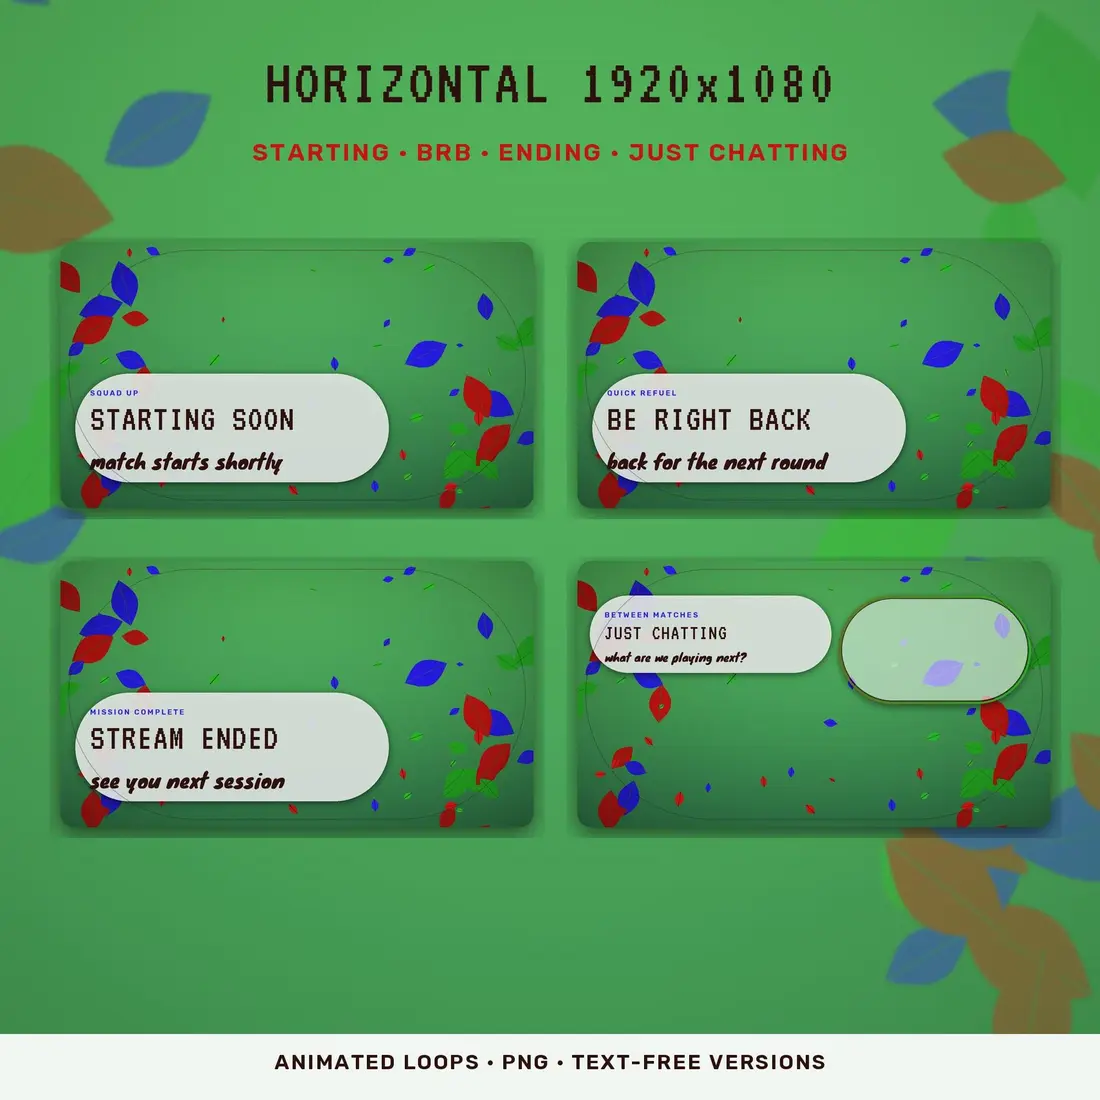 HORIZONTAL 1920x1080
STARTING • BRB • ENDING • JUST CHATTING
SQUAD UP
STARTING SOON
match starts shortly
QUICK REFUEL
BE RIGHT BACK
back for the next round
MISSION COMPLETE
STREAM ENDED
see you next session
BETWEEN MATCHES
JUST CHATTING
what are we playing next?
ANIMATED LOOPS • PNG • TEXT-FREE VERSIONS